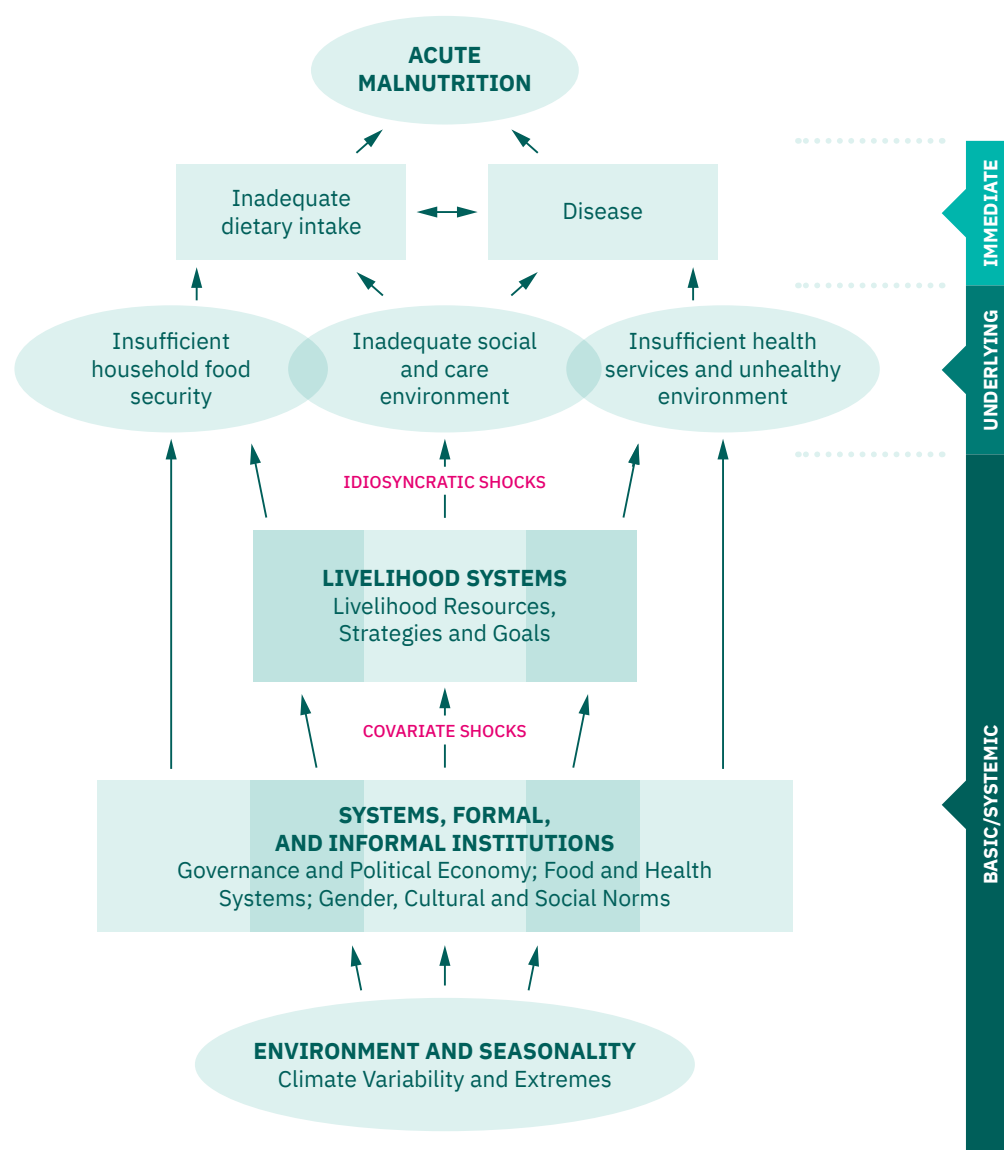 ACUTE
MALNUTRITION
Inadequate
dietary intake
Disease
IMMEDIATE
Insufficient
household food
security
Inadequate social
and care
environment
Insufficient health
services and unhealthy
environment
UNDERLYING
IDIOSYNCRATIC SHOCKS
LIVELIHOOD SYSTEMS
Livelihood Resources,
Strategies and Goals
COVARIATE SHOCKS
SYSTEMS, FORMAL,
AND INFORMAL INSTITUTIONS
Governance and Political Economy; Food and Health
Systems; Gender, Cultural and Social Norms
BASIC/SYSTEMIC
ENVIRONMENT AND SEASONALITY
Climate Variability and Extremes